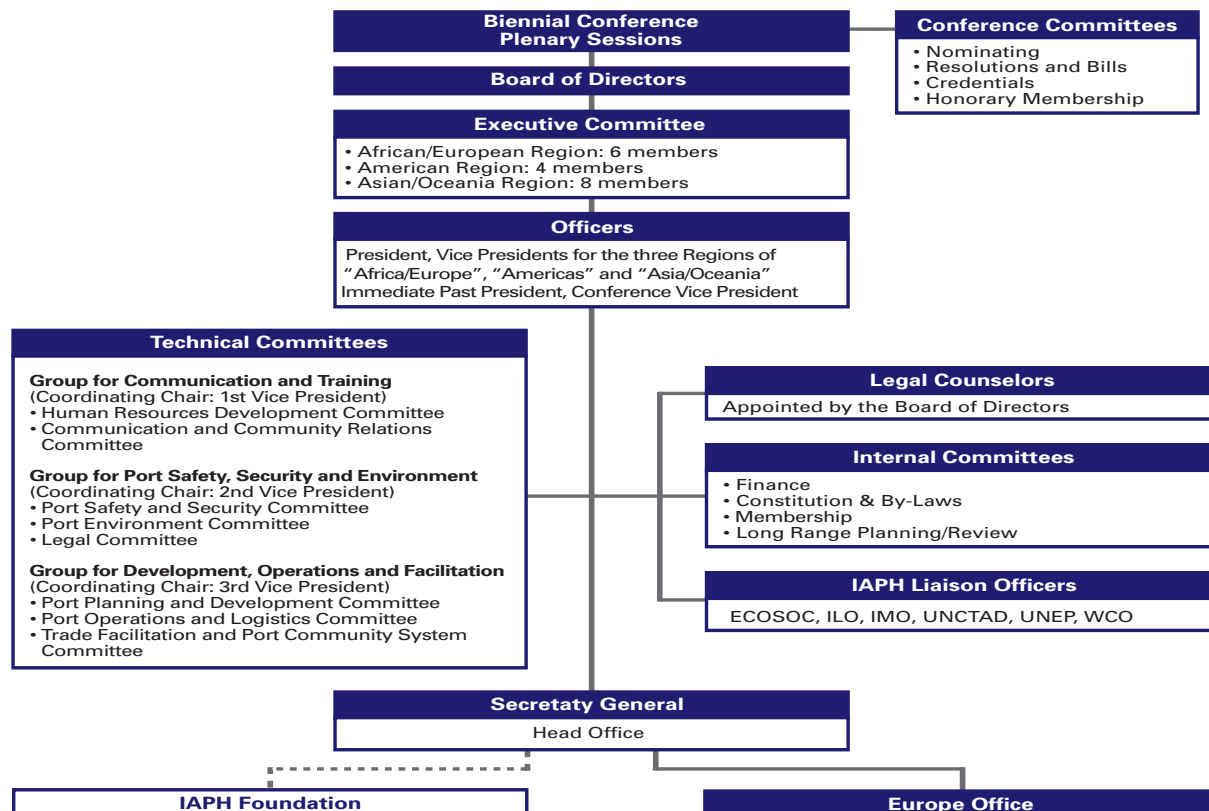 Biennial Conference
Plenary Sessions
Conference Committees
• Nominating
• Resolutions and Bills
• Credentials
• Honorary Membership
Board of Directors
Executive Committee
• African/European Region: 6 members
• American Region: 4 members
• Asian/Oceania Region: 8 members
Officers
President, Vice Presidents for the three Regions of
“Africa/Europe”, “Americas” and “Asia/Oceania”
Immediate Past President, Conference Vice President
Technical Committees
Group for Communication and Training
(Coordinating Chair: 1st Vice President)
• Human Resources Development Committee
• Communication and Community Relations
Committee
Group for Port Safety, Security and Environment
(Coordinating Chair: 2nd Vice President)
• Port Safety and Security Committee
• Port Environment Committee
• Legal Committee
Group for Development, Operations and Facilitation
(Coordinating Chair: 3rd Vice President)
• Port Planning and Development Committee
• Port Operations and Logistics Committee
• Trade Facilitation and Port Community System
Committee
Legal Counselors
Appointed by the Board of Directors
Internal Committees
• Finance
• Constitution & By-Laws
• Membership
• Long Range Planning/Review
IAPH Liaison Officers
ECOSOC, ILO, IMO, UNCTAD, UNEP, WCO
Secretaty General
Head Office
IAPH Foundation
Europe Office